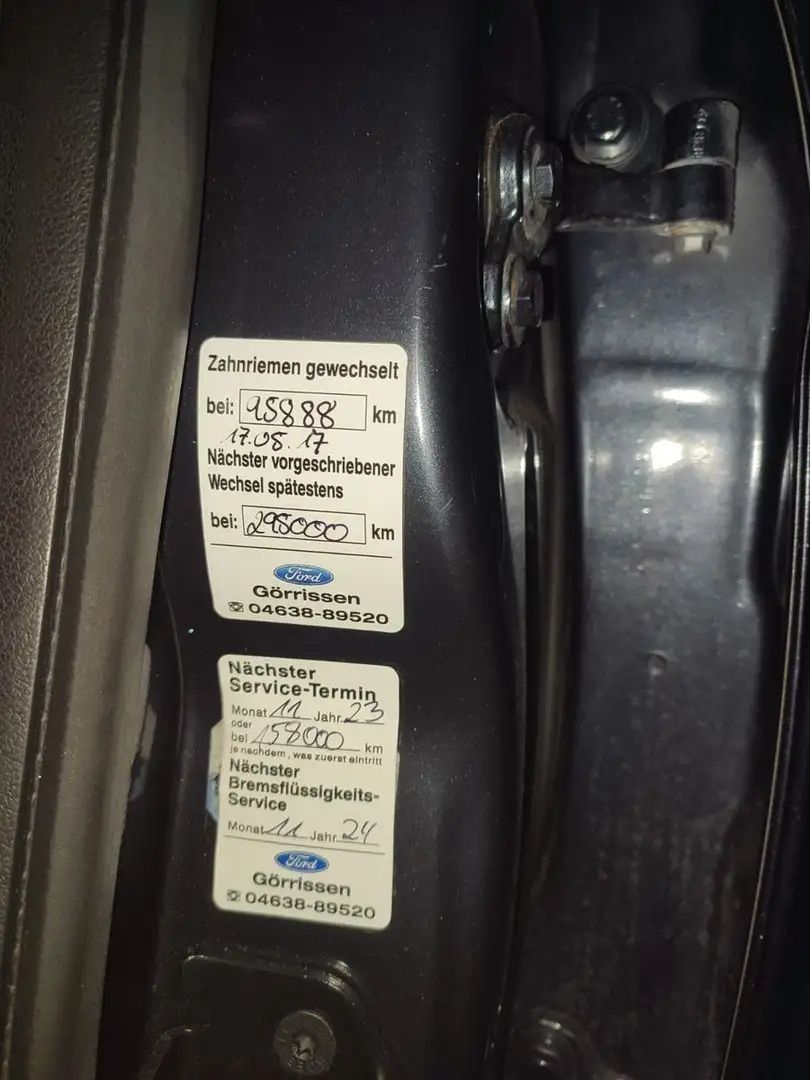 Zahnriemen gewechselt
bei: 95888 km
17.08.17
Nächster vorgeschriebener
Wechsel spätestens
bei: 295000 km
Ford
Görrissen
☏ 04638-89520
Nächster
Service-Termin
Monat 11 Jahr 23
oder
bei 158000 km
je nachdem, was zuerst eintritt
Nächster
Bremsflüssigkeits-
Service
Monat 11 Jahr 24
Ford
Görrissen
☏ 04638-89520